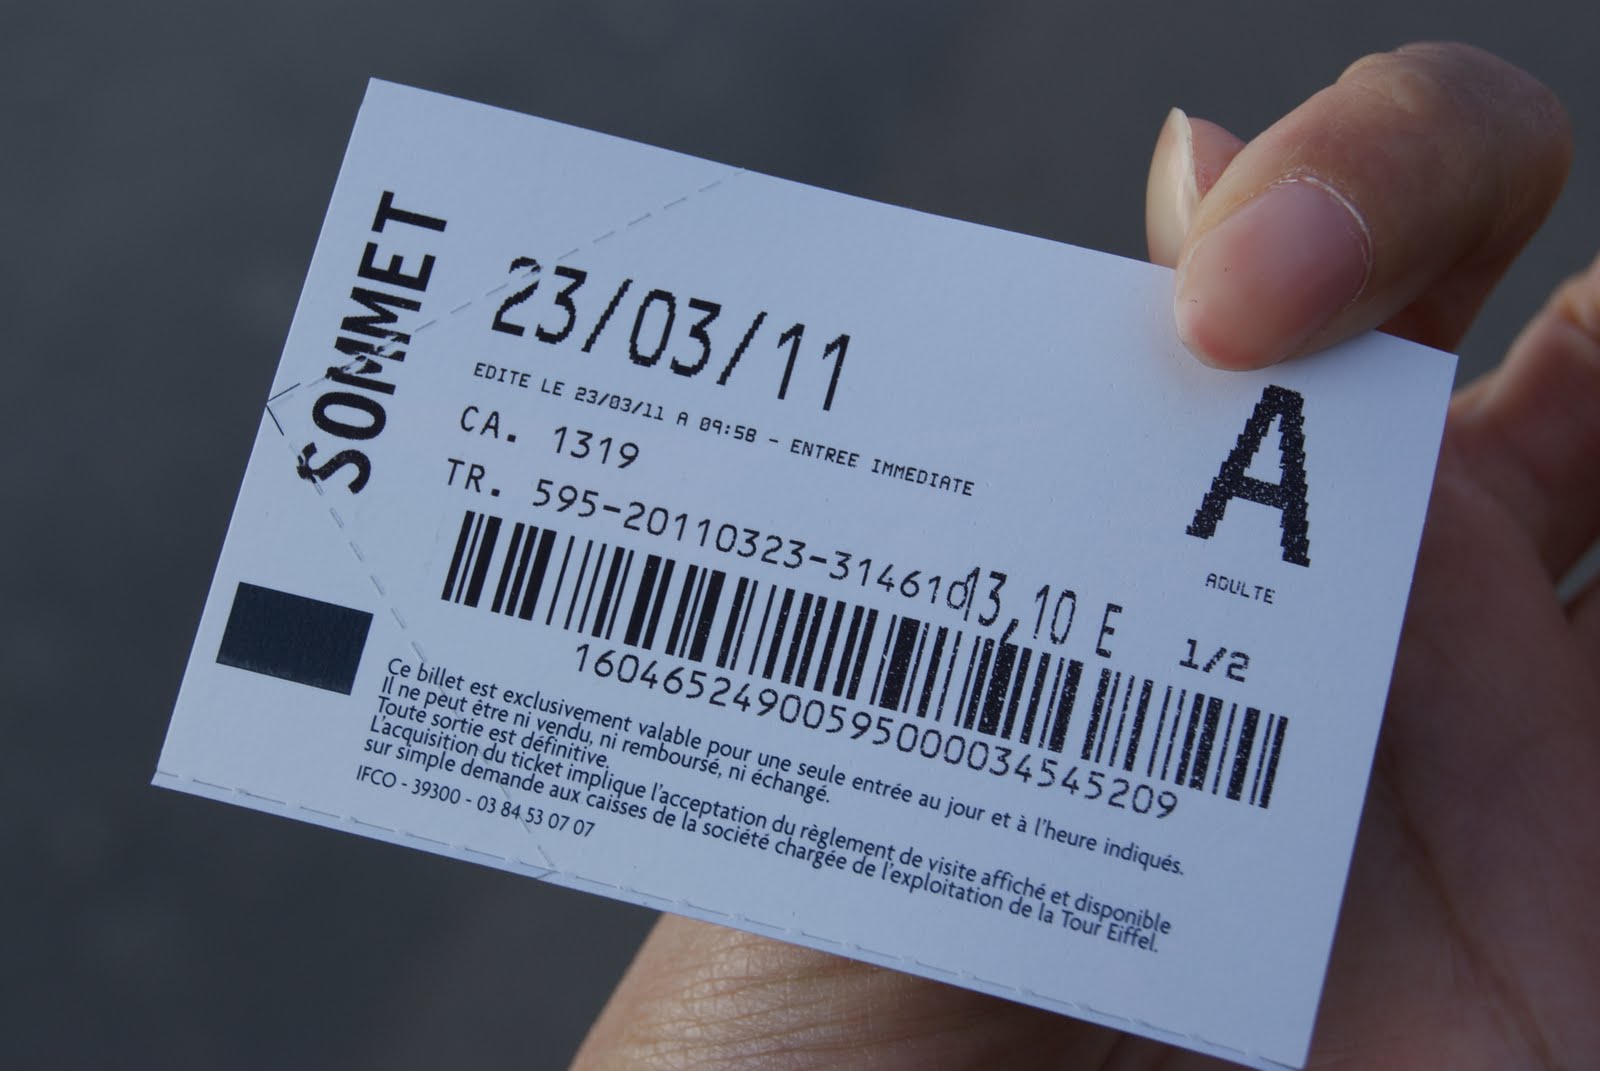 SOMMET
23/03/11
EDITE LE 23/03/11 A 09:58 - ENTREE IMMEDIATE
CA. 1319
TR. 595-20110323-314610
13,10 E
A
ADULTE
1/2
16046524900595000034545209
Ce billet est exclusivement valable pour une seule entrée au jour et à l'heure indiqués.
Il ne peut être ni vendu, ni remboursé, ni échangé.
Toute sortie est définitive.
L'acquisition du ticket implique l'acceptation du règlement de visite affiché et disponible
sur simple demande aux caisses de la société chargée de l'exploitation de la Tour Eiffel.
IFCO - 39300 - 03 84 53 07 07